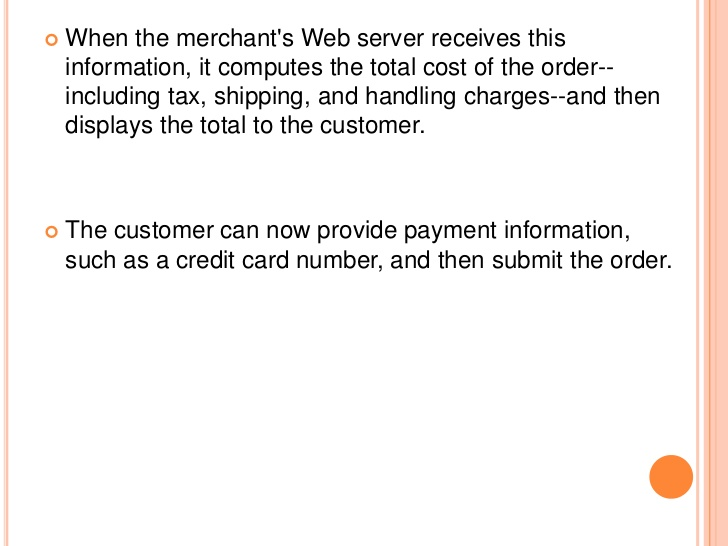 When the merchant's Web server receives this
information, it computes the total cost of the order--
including tax, shipping, and handling charges--and then
displays the total to the customer.
The customer can now provide payment information,
such as a credit card number, and then submit the order.